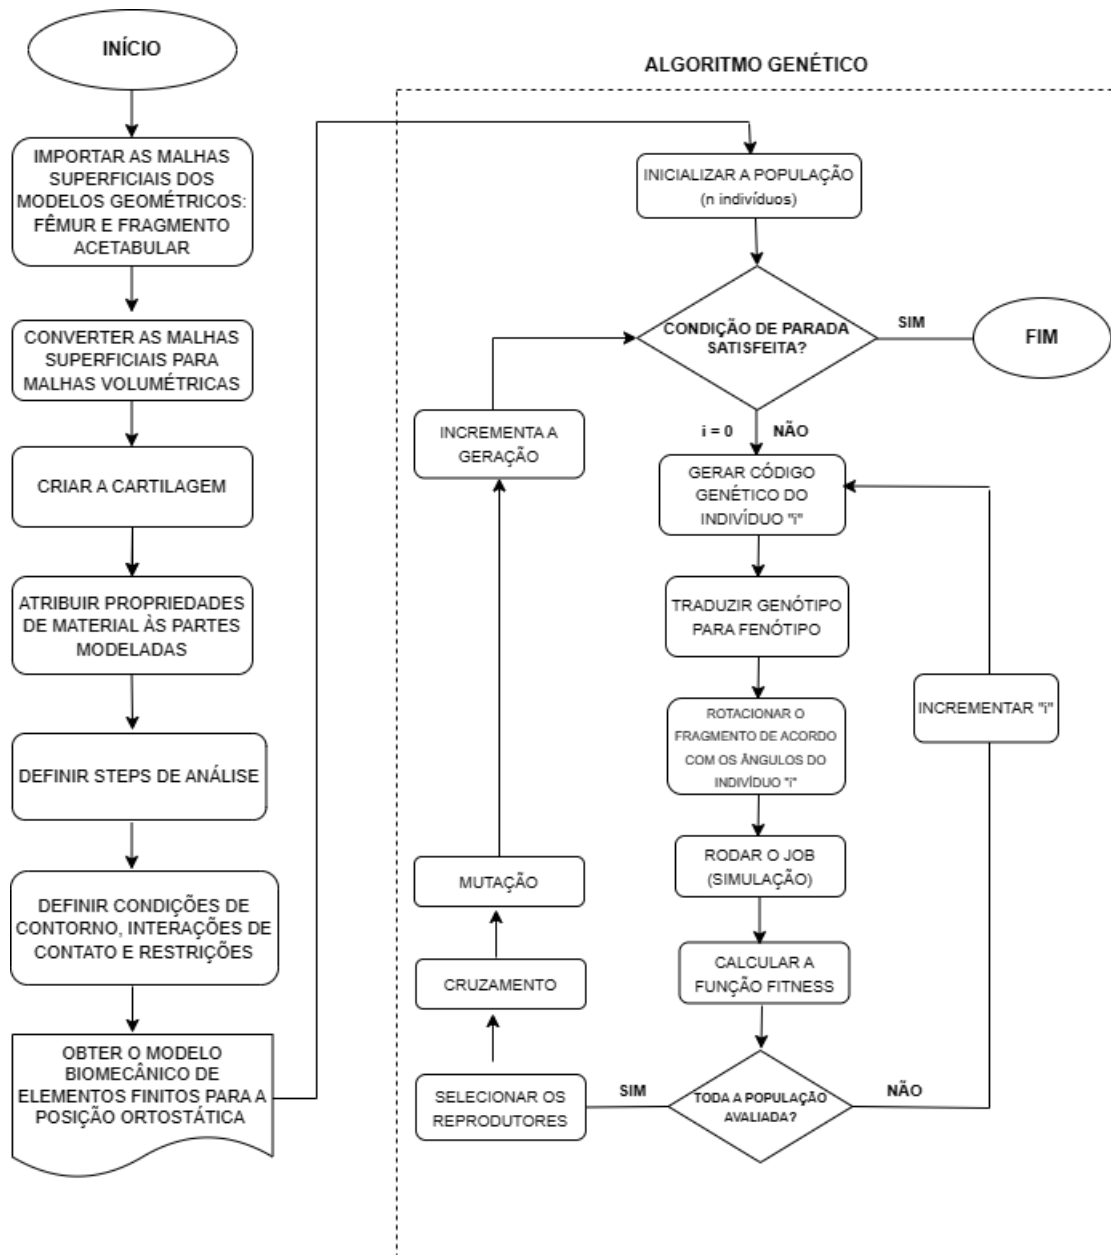 INÍCIO
IMPORTAR AS MALHAS
SUPERFICIAIS DOS
MODELOS GEOMÉTRICOS:
FÊMUR E FRAGMENTO
ACETABULAR
CONVERTER AS MALHAS
SUPERFICIAIS PARA
MALHAS VOLUMÉTRICAS
CRIAR A CARTILAGEM
ATRIBUIR PROPRIEDADES
DE MATERIAL ÀS PARTES
MODELADAS
DEFINIR STEPS DE ANÁLISE
DEFINIR CONDIÇÕES DE
CONTORNO, INTERAÇÕES DE
CONTATO E RESTRIÇÕES
OBTER O MODELO
BIOMECÂNICO DE
ELEMENTOS FINITOS PARA A
POSIÇÃO ORTOSTÁTICA
ALGORITMO GENÉTICO
INICIALIZAR A POPULAÇÃO
(n indivíduos)
CONDIÇÃO DE PARADA
SATISFEITA?
SIM
FIM
i = 0 NÃO
GERAR CÓDIGO
GENÉTICO DO
INDIVÍDUO "i"
TRADUZIR GENÓTIPO
PARA FENÓTIPO
ROTACIONAR O
FRAGMENTO DE ACORDO
COM OS ÂNGULOS DO
INDIVÍDUO "i"
RODAR O JOB
(SIMULAÇÃO)
CALCULAR A
FUNÇÃO FITNESS
TODA A POPULAÇÃO
AVALIADA?
NÃO
INCREMENTAR "i"
SIM
SELECIONAR OS
REPRODUTORES
CRUZAMENTO
MUTAÇÃO
INCREMENTA A
GERAÇÃO